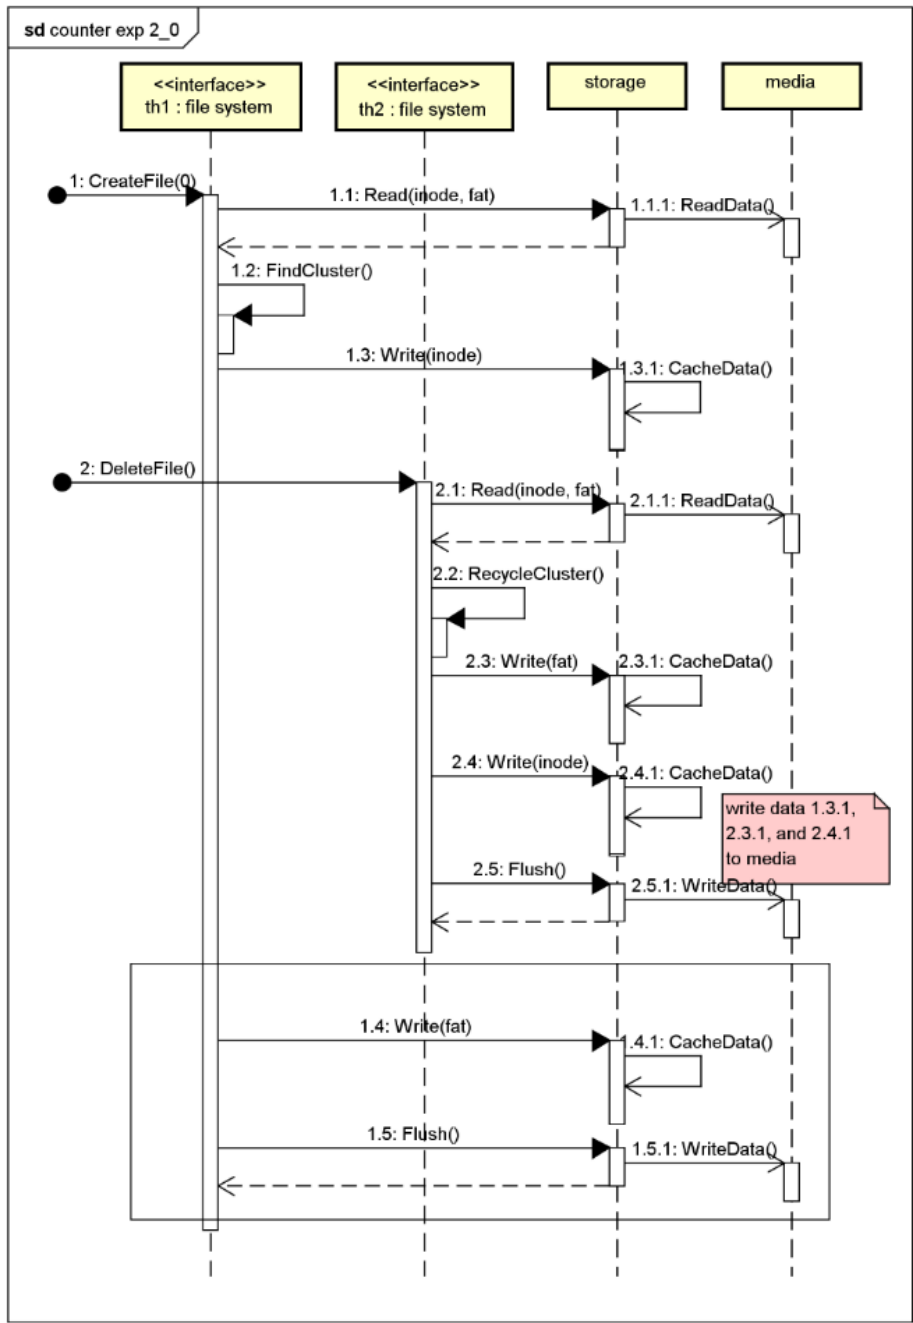 sd counter exp 2_0
<<interface>>
th1 : file system
<<interface>>
th2 : file system
storage
media
1: CreateFile(0)
1.1: Read(inode, fat)
1.1.1: ReadData()
1.2: FindCluster()
1.3: Write(inode)
1.3.1: CacheData()
2: DeleteFile()
2.1: Read(inode, fat)
2.1.1: ReadData()
2.2: RecycleCluster()
2.3: Write(fat)
2.3.1: CacheData()
2.4: Write(inode)
2.4.1: CacheData()
write data 1.3.1,
2.3.1, and 2.4.1
to media
2.5: Flush()
2.5.1: WriteData()
1.4: Write(fat)
1.4.1: CacheData()
1.5: Flush()
1.5.1: WriteData()